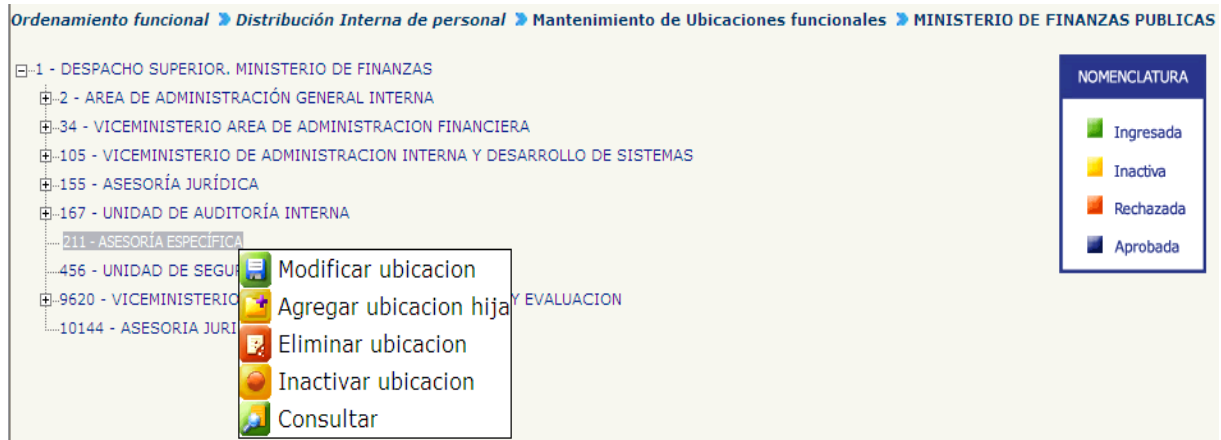 Ordenamiento funcional Distribución Interna de personal Mantenimiento de Ubicaciones funcionales MINISTERIO DE FINANZAS PUBLICAS
1 - DESPACHO SUPERIOR. MINISTERIO DE FINANZAS
2 - AREA DE ADMINISTRACIÓN GENERAL INTERNA
34 - VICEMINISTERIO AREA DE ADMINISTRACION FINANCIERA
105 - VICEMINISTERIO DE ADMINISTRACION INTERNA Y DESARROLLO DE SISTEMAS
155 - ASESORÍA JURÍDICA
167 - UNIDAD DE AUDITORÍA INTERNA
211 - ASESORÍA ESPECÍFICA
456 - UNIDAD DE SEGU
9620 - VICEMINISTERIO Y EVALUACION
10144 - ASESORIA JURI
Modificar ubicacion
Agregar ubicacion hija
Eliminar ubicacion
Inactivar ubicacion
Consultar
NOMENCLATURA
Ingresada
Inactiva
Rechazada
Aprobada